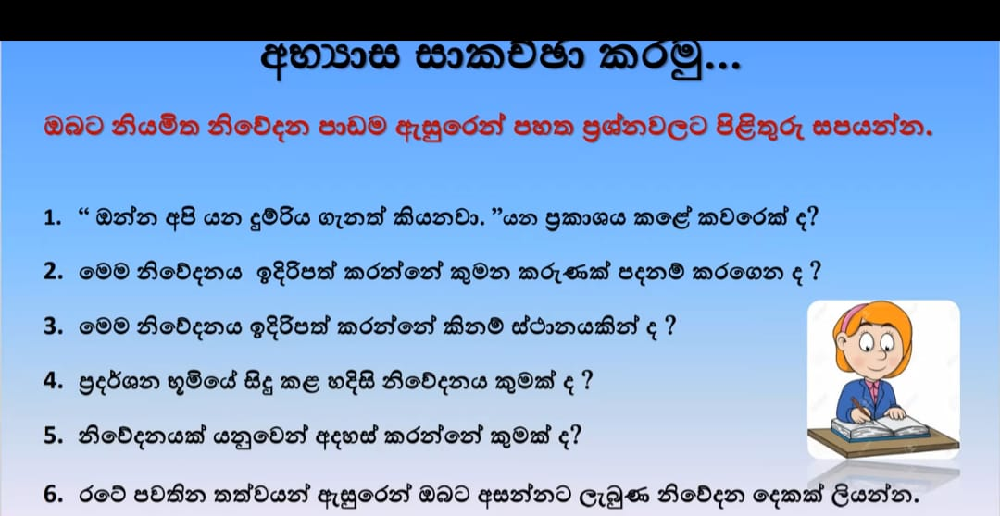 අභ්‍යාස සාකච්ඡා කරමු...
ඔබට නියමිත නිවේදන පාඩම ඇසුරෙන් පහත ප්‍රශ්නවලට පිළිතුරු සපයන්න.
1. “ ඔන්න අපි යන දුම්රිය ගැනත් කියනවා. ”යන ප්‍රකාශය කළේ කවරෙක් ද?
2. මෙම නිවේදනය ඉදිරිපත් කරන්නේ කුමන කරුණක් පදනම් කරගෙන ද ?
3. මෙම නිවේදනය ඉදිරිපත් කරන්නේ කිනම් ස්ථානයකින් ද ?
4. ප්‍රදර්ශන භූමියේ සිදු කළ හදිසි නිවේදනය කුමක් ද ?
5. නිවේදනයක් යනුවෙන් අදහස් කරන්නේ කුමක් ද?
6. රටේ පවතින තත්වයන් ඇසුරෙන් ඔබට අසන්නට ලැබුණ නිවේදන දෙකක් ලියන්න.